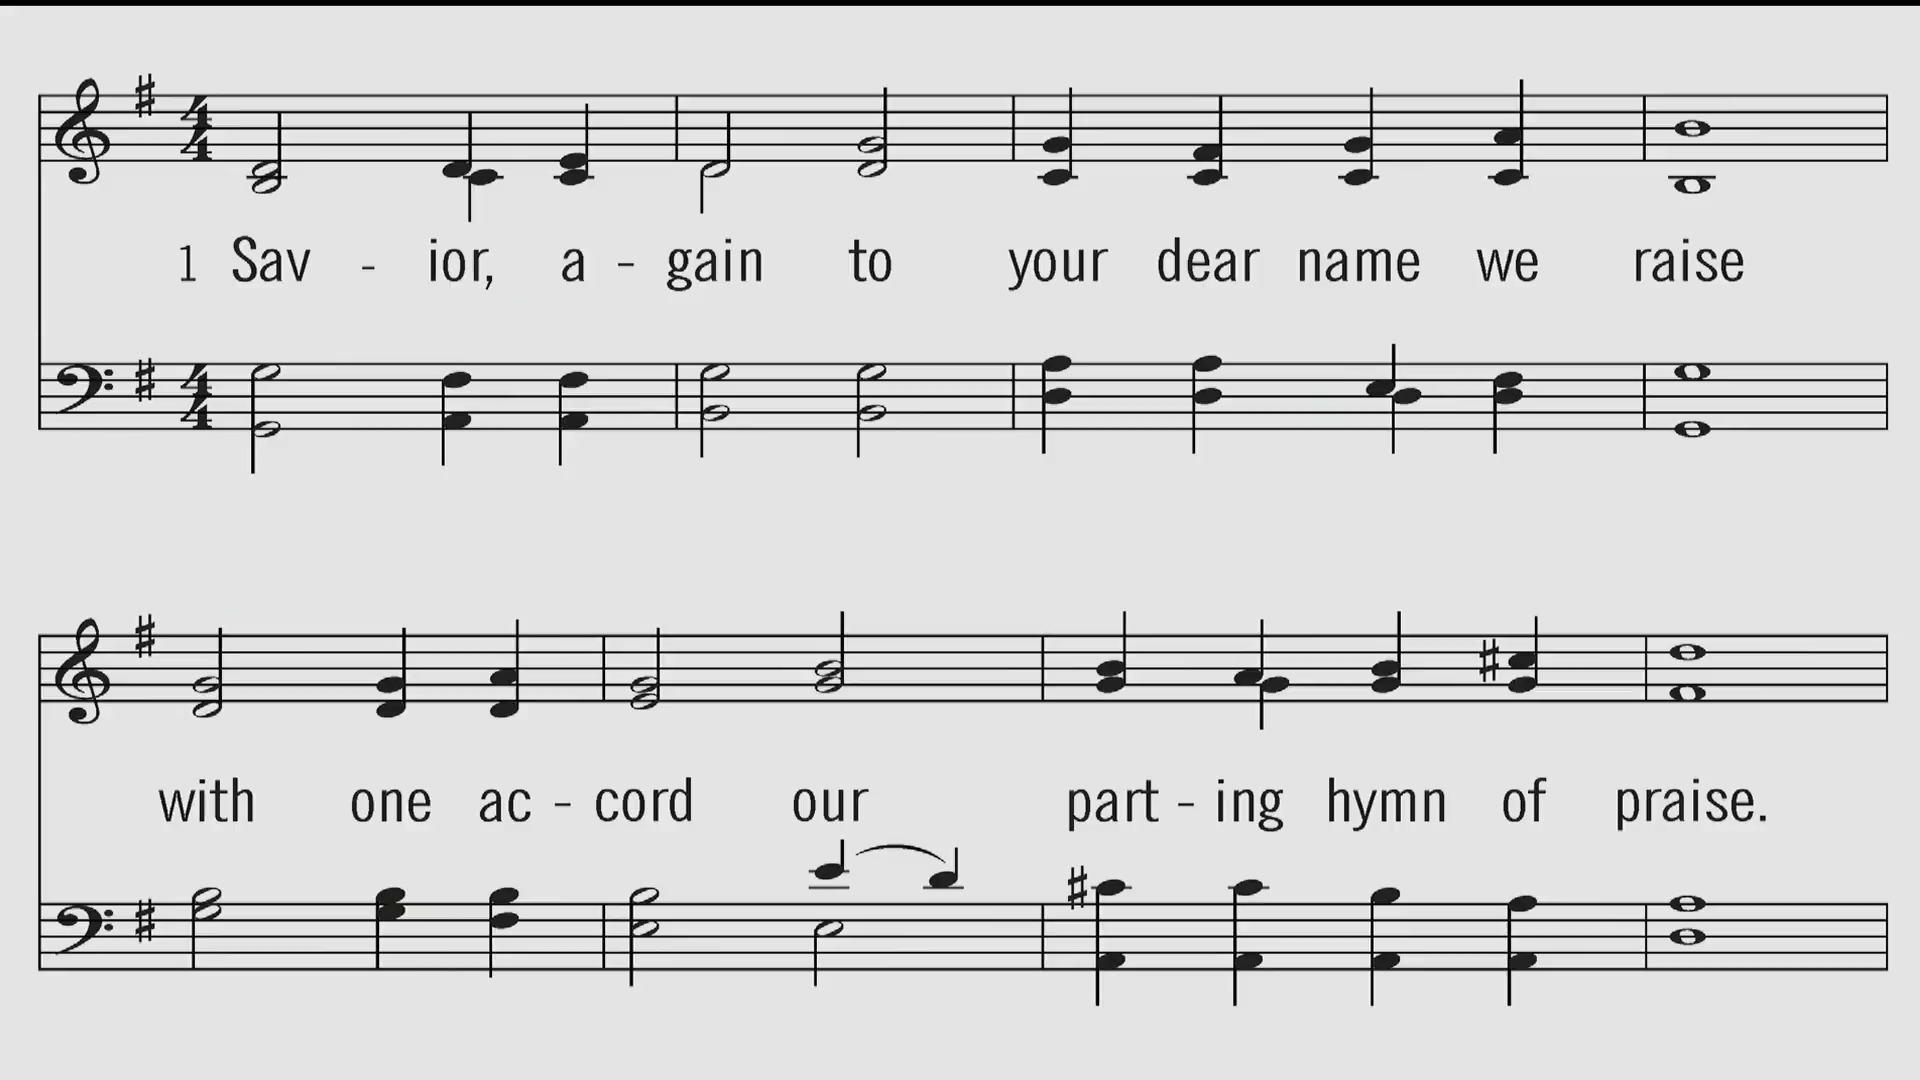 1 Sav - ior, a - gain to your dear name we raise
with one ac - cord our part - ing hymn of praise.